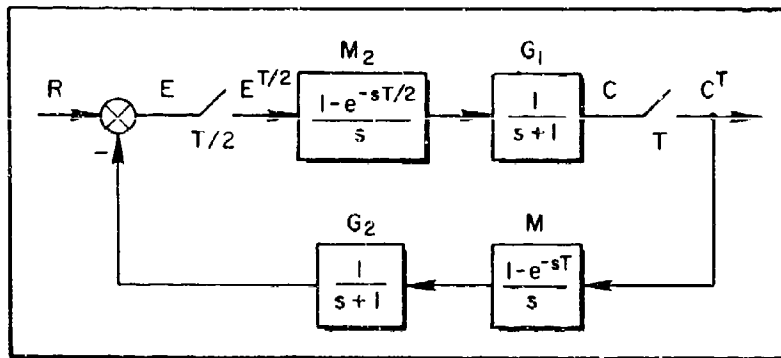 M₂
G₁
R
E
E^{T/2}
1-e^{-sT/2}
s
1
s+1
C
C^T
T/2
T
-
G₂
M
1
s+1
1-e^{-sT}
s